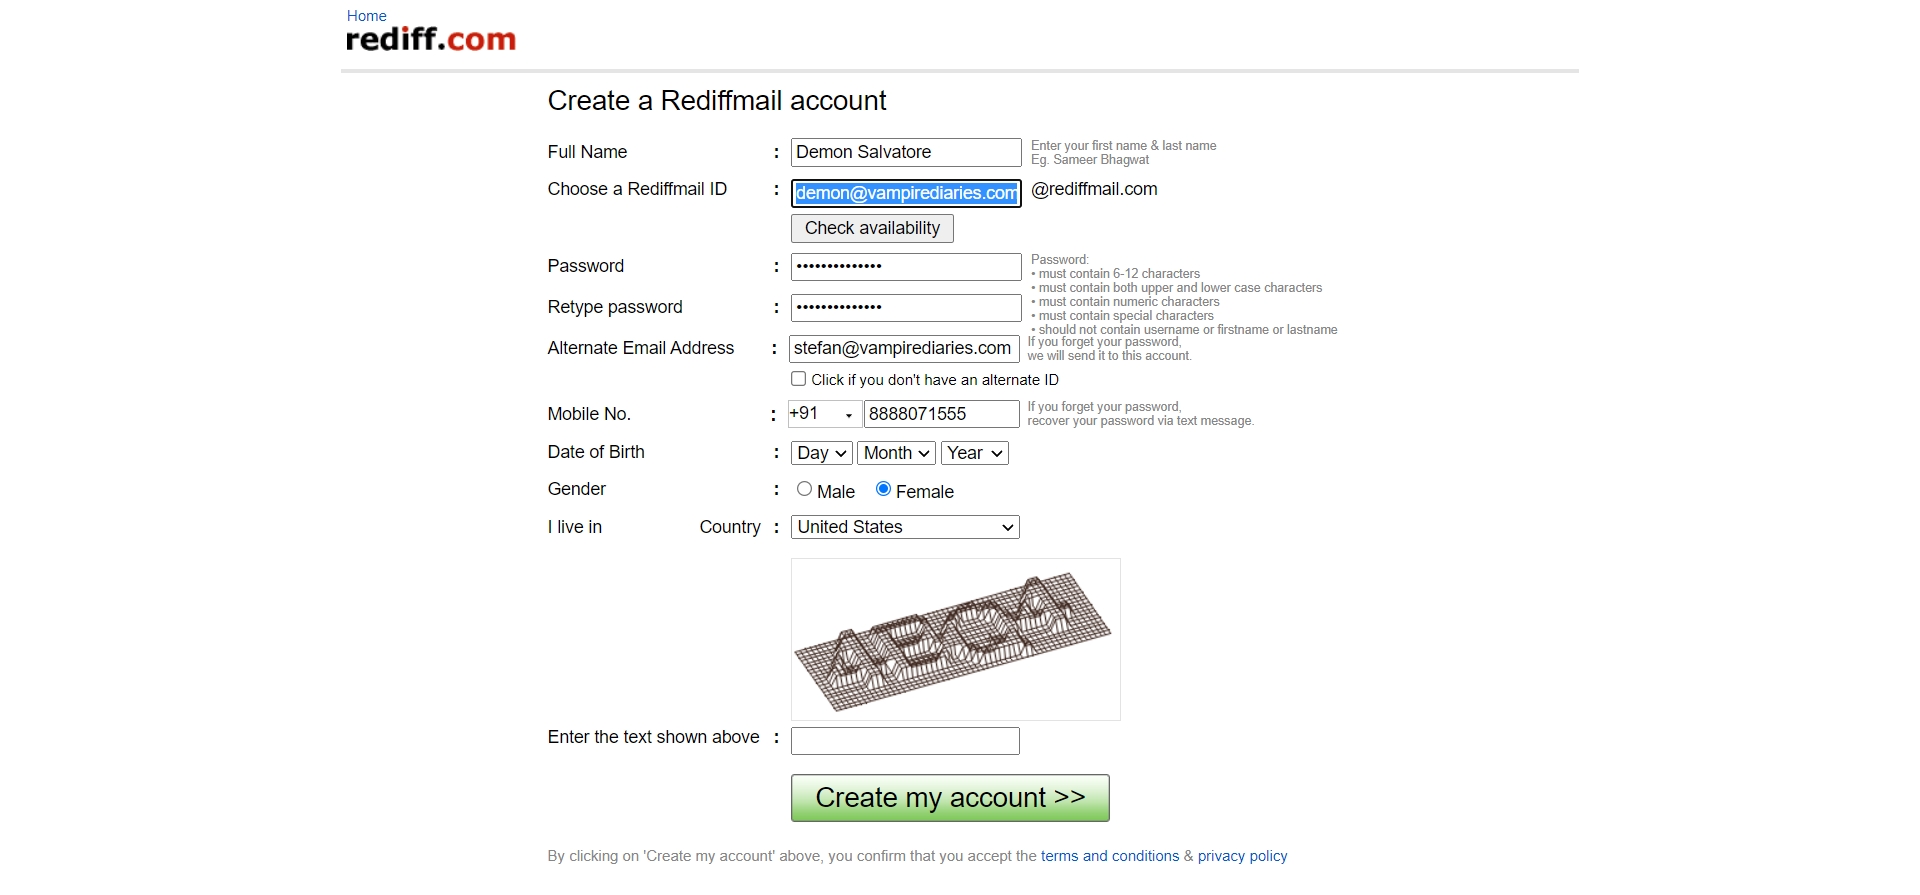 Home
rediff.com
Create a Rediffmail account
Full Name : Demon Salvatore Enter your first name & last name
Eg. Sameer Bhagwat
Choose a Rediffmail ID : demon@vampirediaries.com @rediffmail.com
Check availability
Password : •••••••••••••• Password:
• must contain 6-12 characters
• must contain both upper and lower case characters
Retype password : •••••••••••••• • must contain numeric characters
• must contain special characters
• should not contain username or firstname or lastname
Alternate Email Address : stefan@vampirediaries.com If you forget your password,
we will send it to this account.
Click if you don't have an alternate ID
Mobile No. : +91 8888071555 If you forget your password,
recover your password via text message.
Date of Birth : Day Month Year
Gender : Male Female
I live in Country : United States
Enter the text shown above :
Create my account >>
By clicking on 'Create my account' above, you confirm that you accept the terms and conditions & privacy policy